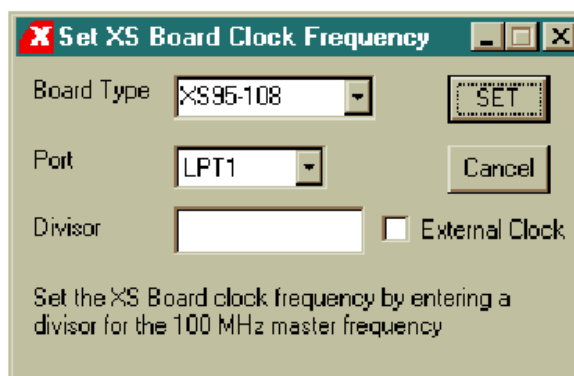 X Set XS Board Clock Frequency
Board Type XS95-108 SET
Port LPT1 Cancel
Divisor External Clock
Set the XS Board clock frequency by entering a
divisor for the 100 MHz master frequency